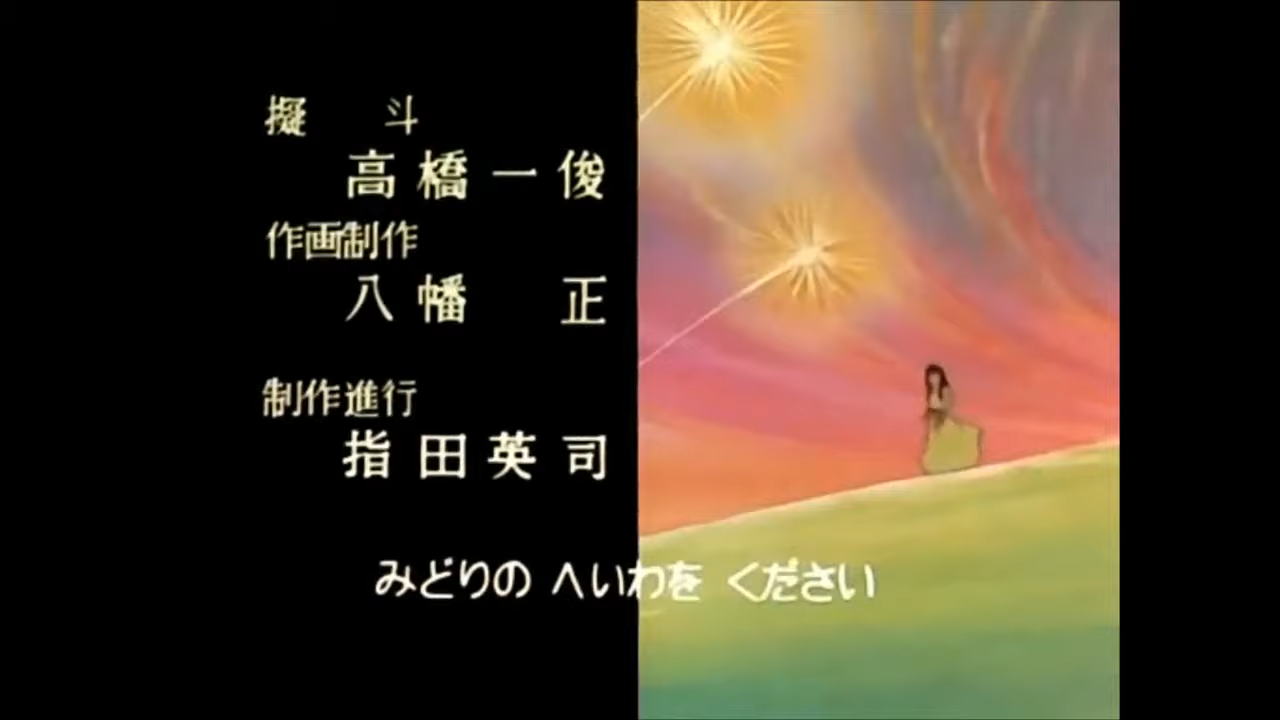 擬 斗
高橋一俊
作画制作
八幡 正
制作進行
指田英司
みどりの へいわを ください